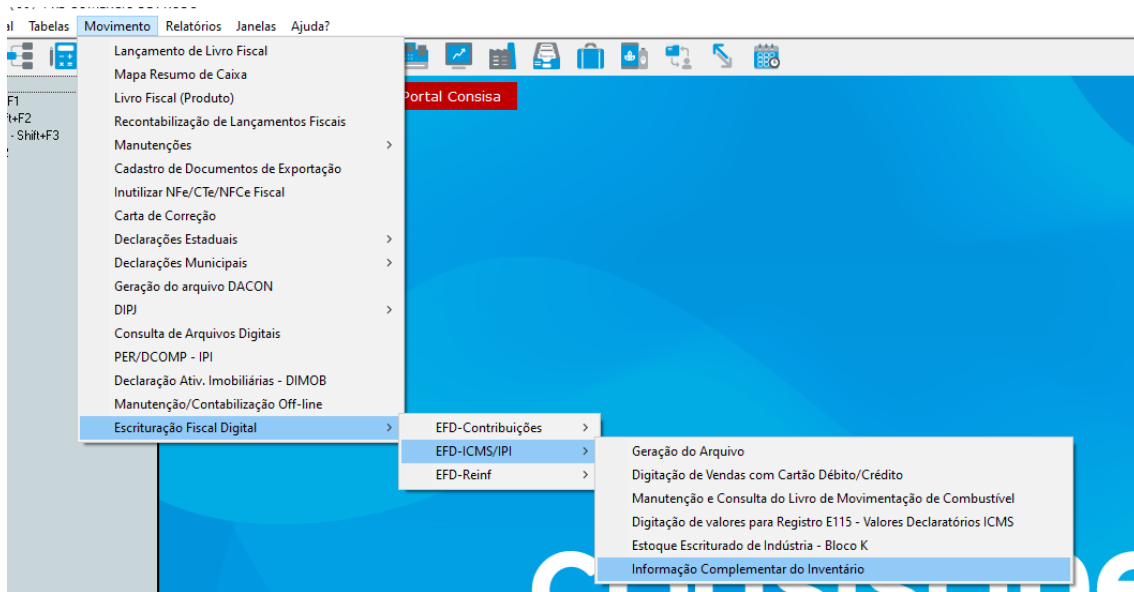 al Tabelas Movimento Relatórios Janelas Ajuda?
Lançamento de Livro Fiscal
Mapa Resumo de Caixa
F1
Livro Fiscal (Produto)
Portal Consisa
ft+F2
Recontabilização de Lançamentos Fiscais
- Shift+F3
Manutenções
Cadastro de Documentos de Exportação
Inutilizar NFe/CTe/NFCe Fiscal
Carta de Correção
Declarações Estaduais
Declarações Municipais
Geração do arquivo DACON
DIPJ
Consulta de Arquivos Digitais
PER/DCOMP - IPI
Declaração Ativ. Imobiliárias - DIMOB
Manutenção/Contabilização Off-line
Escrituração Fiscal Digital
EFD-Contribuições
EFD-ICMS/IPI
EFD-Reinf
Geração do Arquivo
Digitação de Vendas com Cartão Débito/Crédito
Manutenção e Consulta do Livro de Movimentação de Combustível
Digitação de valores para Registro E115 - Valores Declaratórios ICMS
Estoque Escriturado de Indústria - Bloco K
Informação Complementar do Inventário